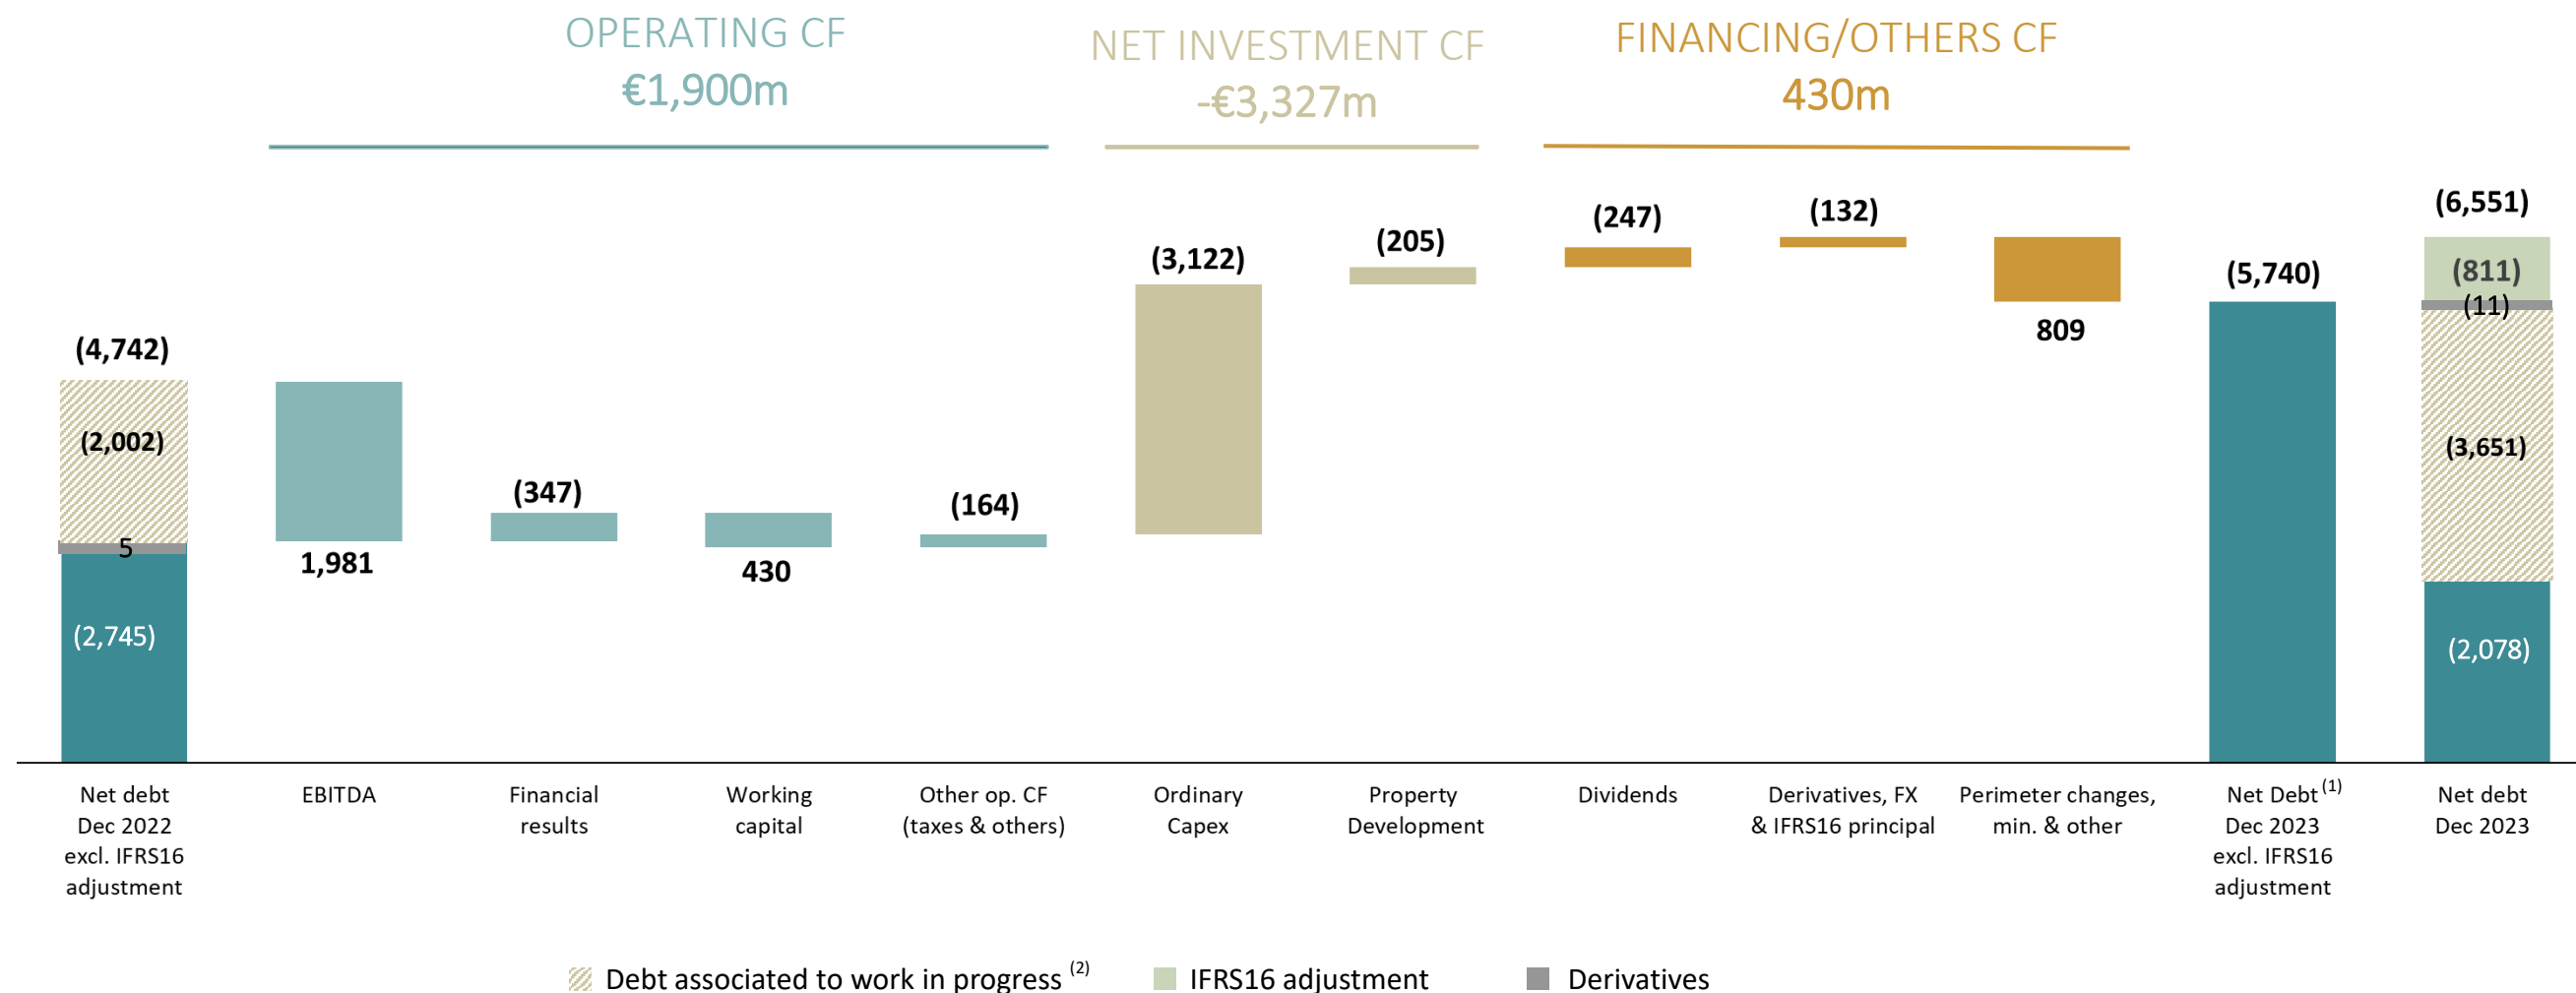 OPERATING CF
€1,900m
NET INVESTMENT CF
-€3,327m
FINANCING/OTHERS CF
430m
(4,742)
(2,002)
5
(2,745)
1,981
(347)
430
(164)
(3,122)
(205)
(247)
(132)
809
(5,740)
(6,551)
(811)
(11)
(3,651)
(2,078)
Net debt
Dec 2022
excl. IFRS16
adjustment
EBITDA
Financial
results
Working
capital
Other op. CF
(taxes & others)
Ordinary
Capex
Property
Development
Dividends
Derivatives, FX
& IFRS16 principal
Perimeter changes,
min. & other
Net Debt (1)
Dec 2023
excl. IFRS16
adjustment
Net debt
Dec 2023
Debt associated to work in progress (2)
IFRS16 adjustment
Derivatives